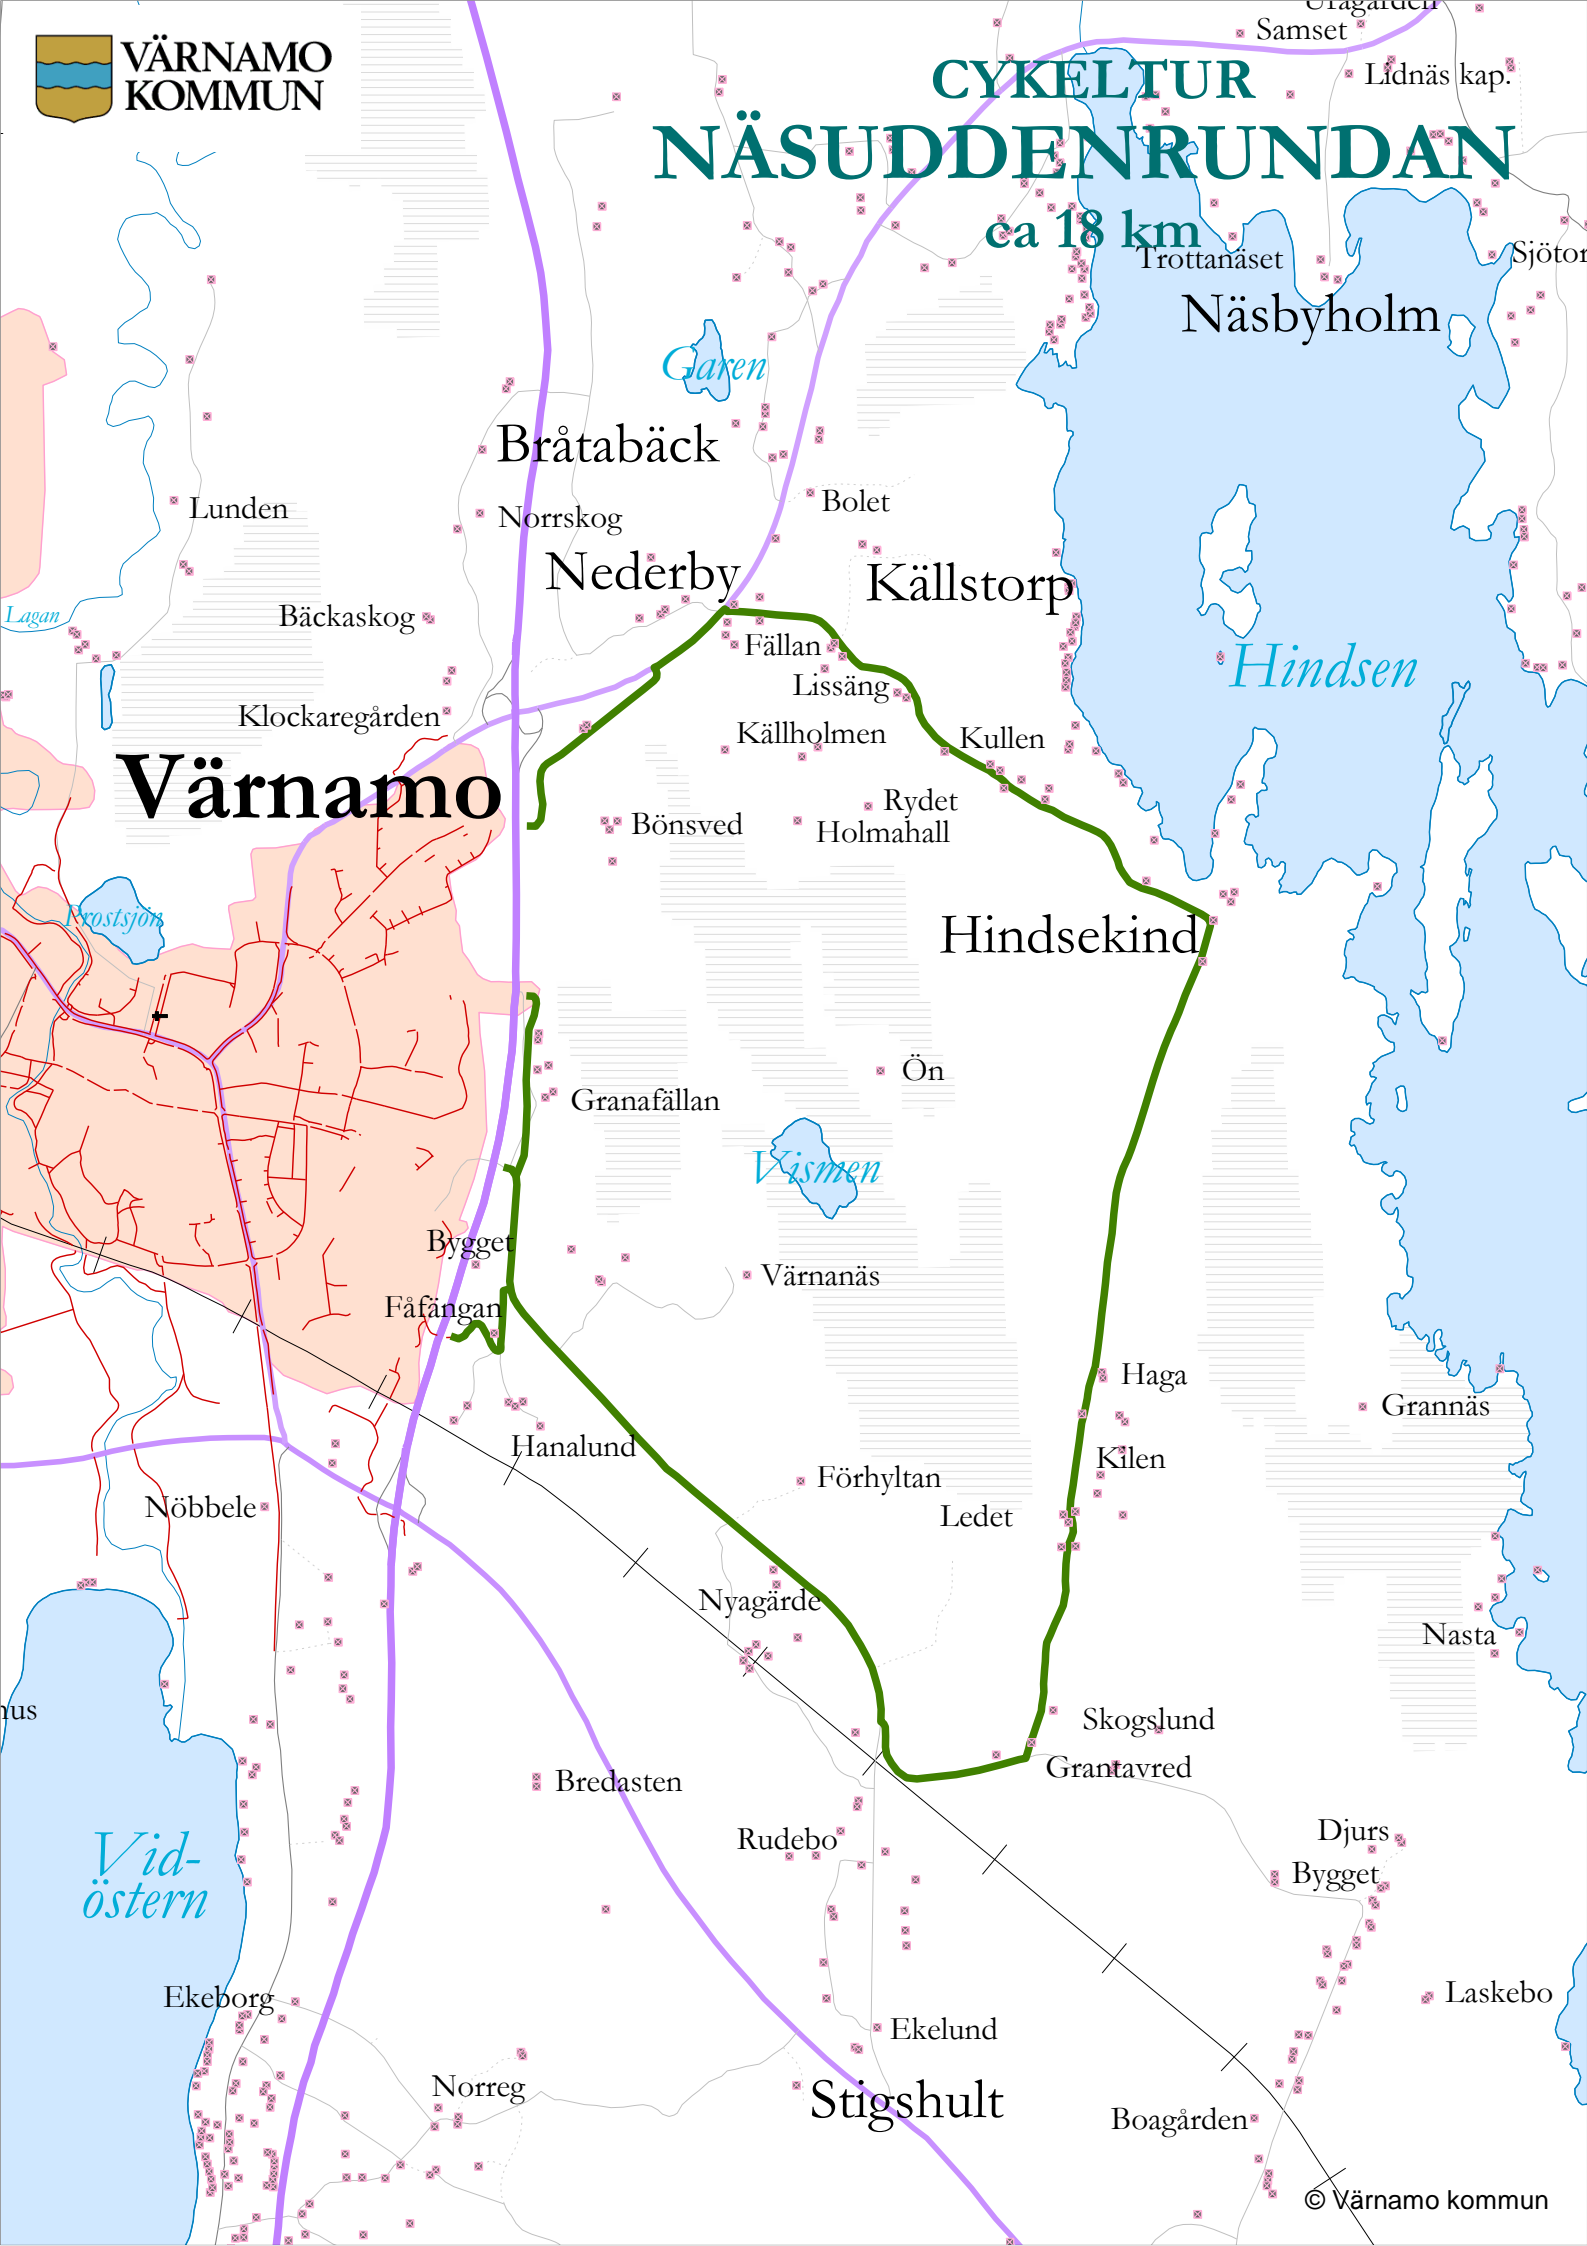 VÄRNAMO
KOMMUN
CYKELTUR
NÄSUDDENRUNDAN
ca 18 km
Samset
Lidnäs kap.
Trottanäset
Näsbyholm
Garen
Bråtabäck
Bolet
Lunden
Norrskog
Nederby
Källstorp
Lagan
Bäckaskog
Fällan
Hindsen
Lissäng
Klockaregården
Källholmen
Kullen
Värnamo
Rydet
Bönsved
Holmahall
Prostsjön
Hindsekind
Ön
Granafällan
Vismen
Bygget
Värnanäs
Fåfängan
Haga
Grannäs
Hanalund
Kilen
Förhyltan
Nöbbele
Ledet
Nyagärde
Nasta
Skogslund
Grantavred
Bredasten
Djurs
Rudebo
Vid-
östern
Bygget
Ekeborg
Laskebo
Ekelund
Norreg
Stigshult
Boagården
© Värnamo kommun